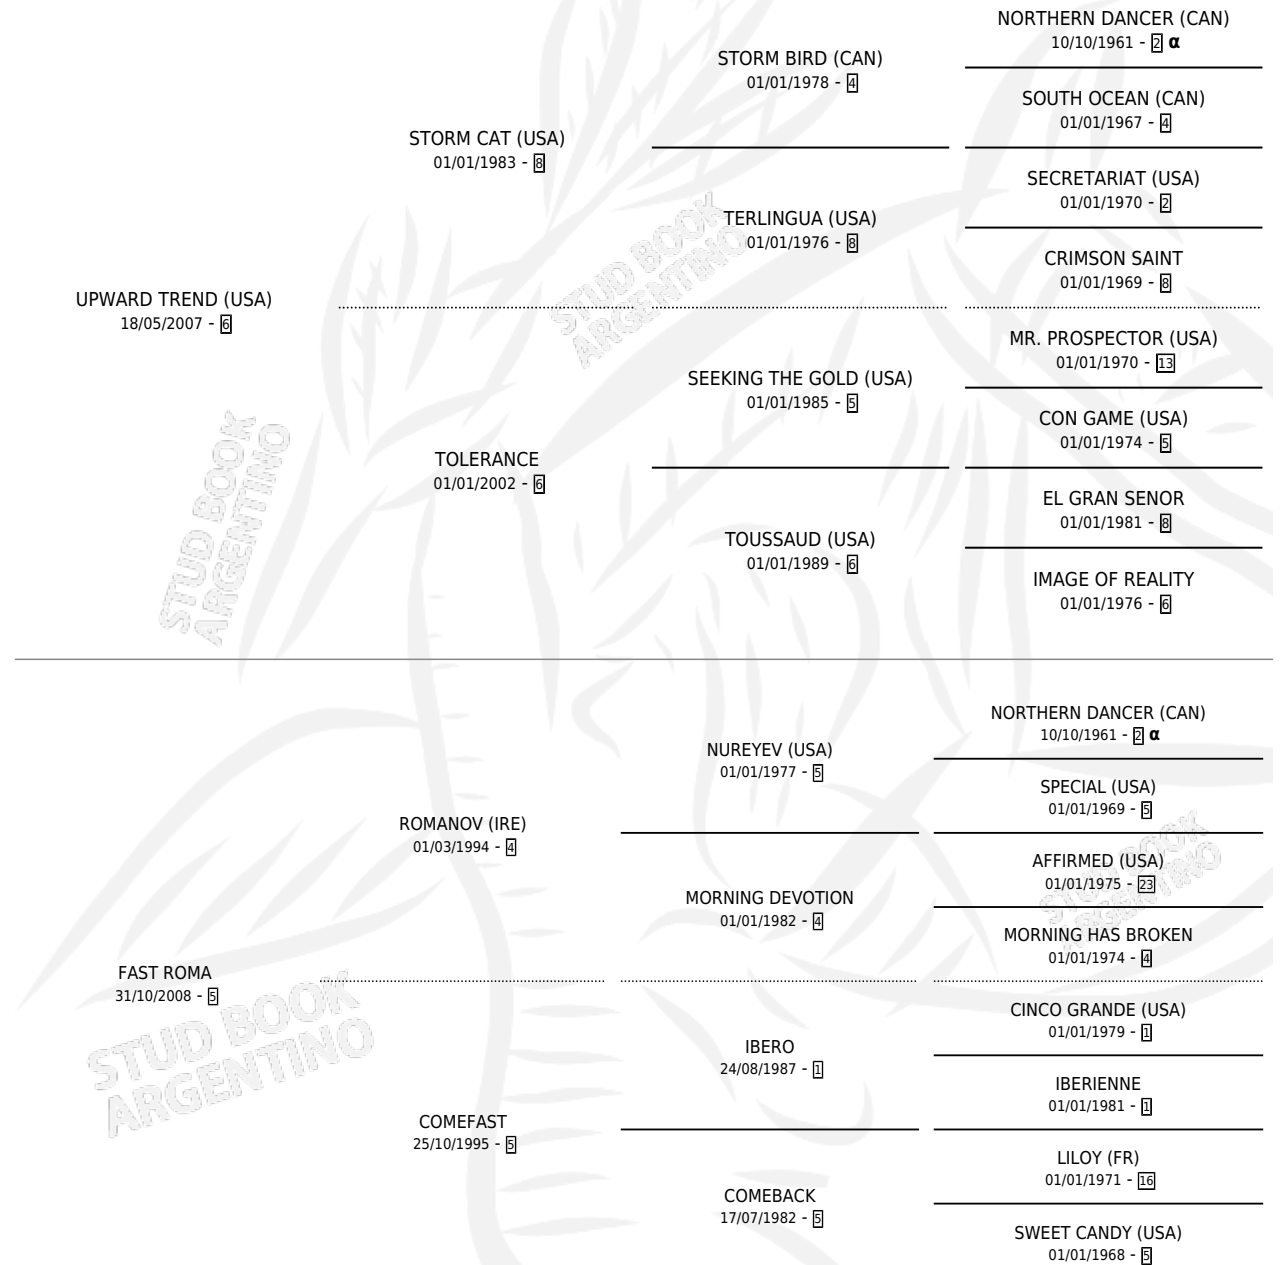 NORTHERN DANCER (CAN)
10/10/1961 - 2 α
STORM BIRD (CAN)
01/01/1978 - 4
SOUTH OCEAN (CAN)
01/01/1967 - 4
STORM CAT (USA)
01/01/1983 - 8
SECRETARIAT (USA)
01/01/1970 - 2
TERLINGUA (USA)
01/01/1976 - 8
CRIMSON SAINT
01/01/1969 - 8
UPWARD TREND (USA)
18/05/2007 - 6
MR. PROSPECTOR (USA)
01/01/1970 - 13
SEEKING THE GOLD (USA)
01/01/1985 - 5
CON GAME (USA)
01/01/1974 - 5
TOLERANCE
01/01/2002 - 6
EL GRAN SENOR
01/01/1981 - 8
TOUSSAUD (USA)
01/01/1989 - 6
IMAGE OF REALITY
01/01/1976 - 6
NORTHERN DANCER (CAN)
10/10/1961 - 2 α
NUREYEV (USA)
01/01/1977 - 5
SPECIAL (USA)
01/01/1969 - 5
ROMANOV (IRE)
01/03/1994 - 4
AFFIRMED (USA)
01/01/1975 - 23
MORNING DEVOTION
01/01/1982 - 4
MORNING HAS BROKEN
01/01/1974 - 4
FAST ROMA
31/10/2008 - 5
CINCO GRANDE (USA)
01/01/1979 - 1
IBERO
24/08/1987 - 1
IBERIENNE
01/01/1981 - 1
COMEFAST
25/10/1995 - 5
LILOY (FR)
01/01/1971 - 16
COMEBACK
17/07/1982 - 5
SWEET CANDY (USA)
01/01/1968 - 5
STUD BOOK
ARGENTINO
STUD BOOK
ARGENTINO
STUD BOOK
ARGENTINO
STUD BOOK
ARGENTINO